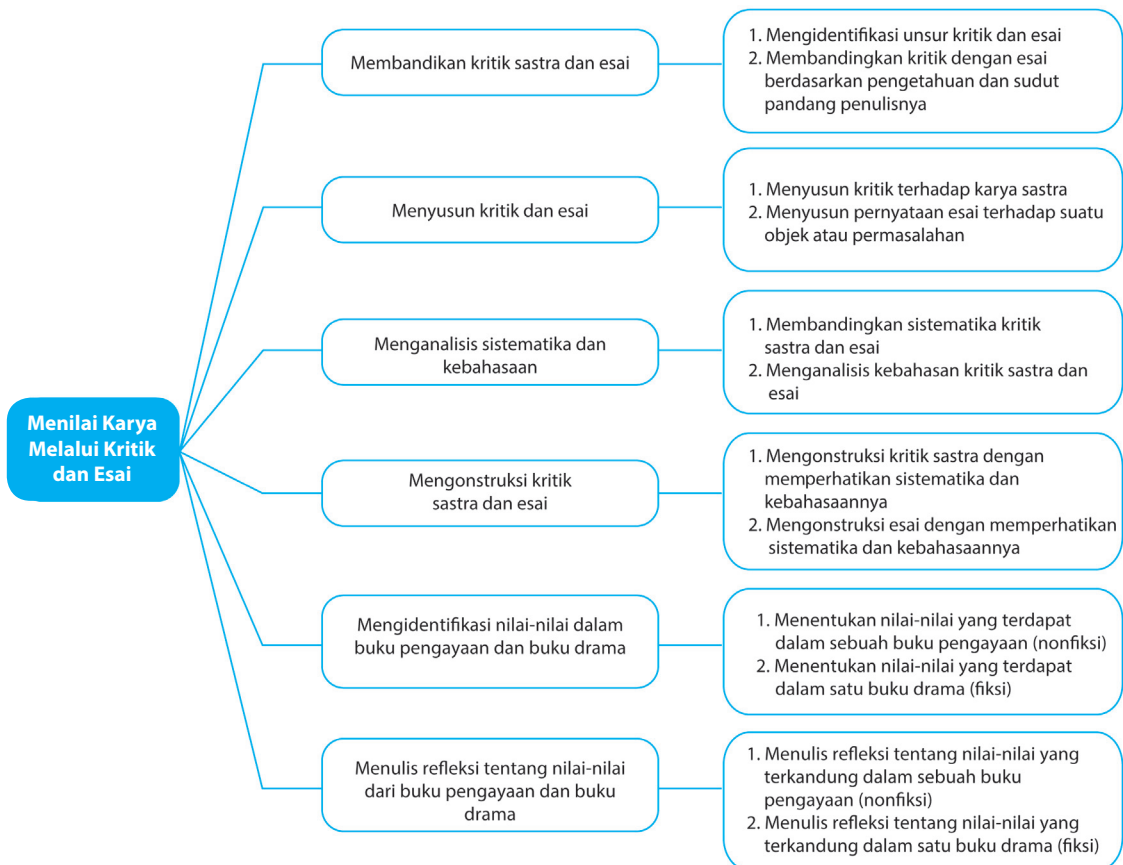 Menilai Karya
Melalui Kritik
dan Esai
Membandikan kritik sastra dan esai
1. Mengidentifikasi unsur kritik dan esai
2. Membandingkan kritik dengan esai
berdasarkan pengetahuan dan sudut
pandang penulisnya
Menyusun kritik dan esai
1. Menyusun kritik terhadap karya sastra
2. Menyusun pernyataan esai terhadap suatu
objek atau permasalahan
Menganalisis sistematika dan
kebahasaan
1. Membandingkan sistematika kritik
sastra dan esai
2. Menganalisis kebahasan kritik sastra dan
esai
Mengonstruksi kritik
sastra dan esai
1. Mengonstruksi kritik sastra dengan
memperhatikan sistematika dan
kebahasaannya
2. Mengonstruksi esai dengan memperhatikan
sistematika dan kebahasaannya
Mengidentifikasi nilai-nilai dalam
buku pengayaan dan buku drama
1. Menentukan nilai-nilai yang terdapat
dalam sebuah buku pengayaan (nonfiksi)
2. Menentukan nilai-nilai yang terdapat
dalam satu buku drama (fiksi)
Menulis refleksi tentang nilai-nilai
dari buku pengayaan dan buku
drama
1. Menulis refleksi tentang nilai-nilai yang
terkandung dalam sebuah buku
pengayaan (nonfiksi)
2. Menulis refleksi tentang nilai-nilai yang
terkandung dalam satu buku drama (fiksi)